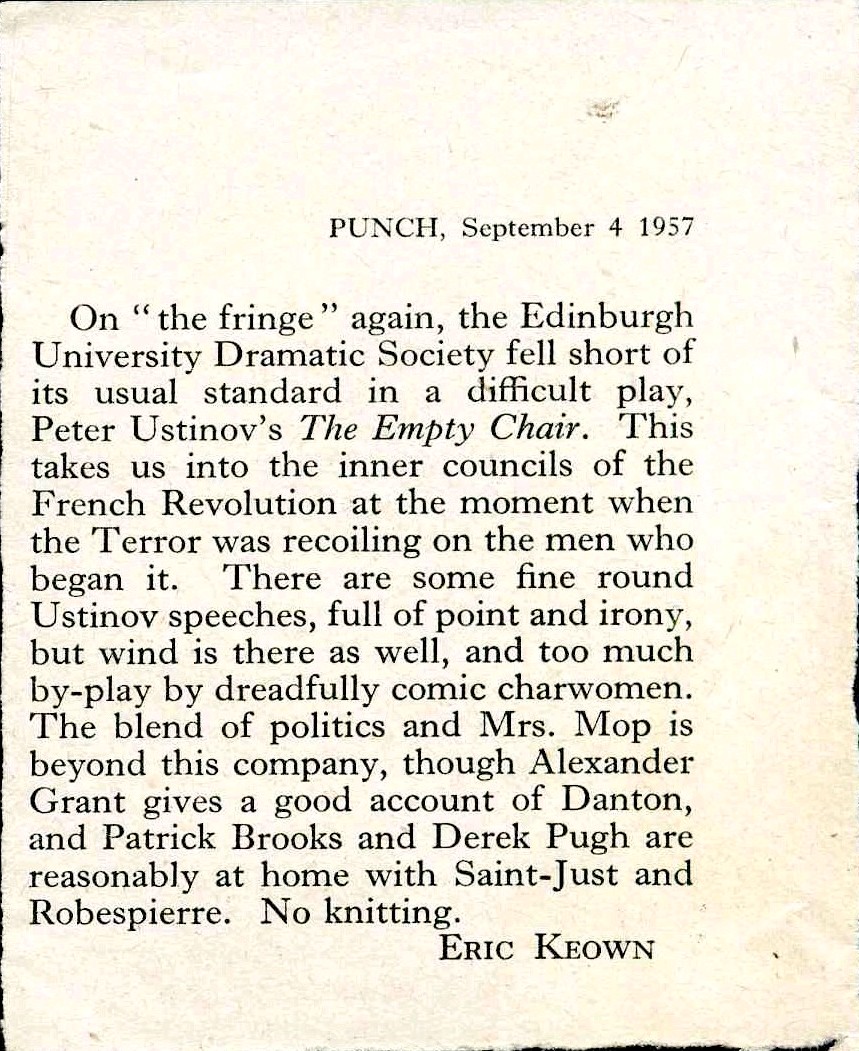 PUNCH, September 4 1957
On “the fringe” again, the Edinburgh
University Dramatic Society fell short of
its usual standard in a difficult play,
Peter Ustinov’s The Empty Chair. This
takes us into the inner councils of the
French Revolution at the moment when
the Terror was recoiling on the men who
began it. There are some fine round
Ustinov speeches, full of point and irony,
but wind is there as well, and too much
by-play by dreadfully comic charwomen.
The blend of politics and Mrs. Mop is
beyond this company, though Alexander
Grant gives a good account of Danton,
and Patrick Brooks and Derek Pugh are
reasonably at home with Saint-Just and
Robespierre. No knitting.
ERIC KEOWN